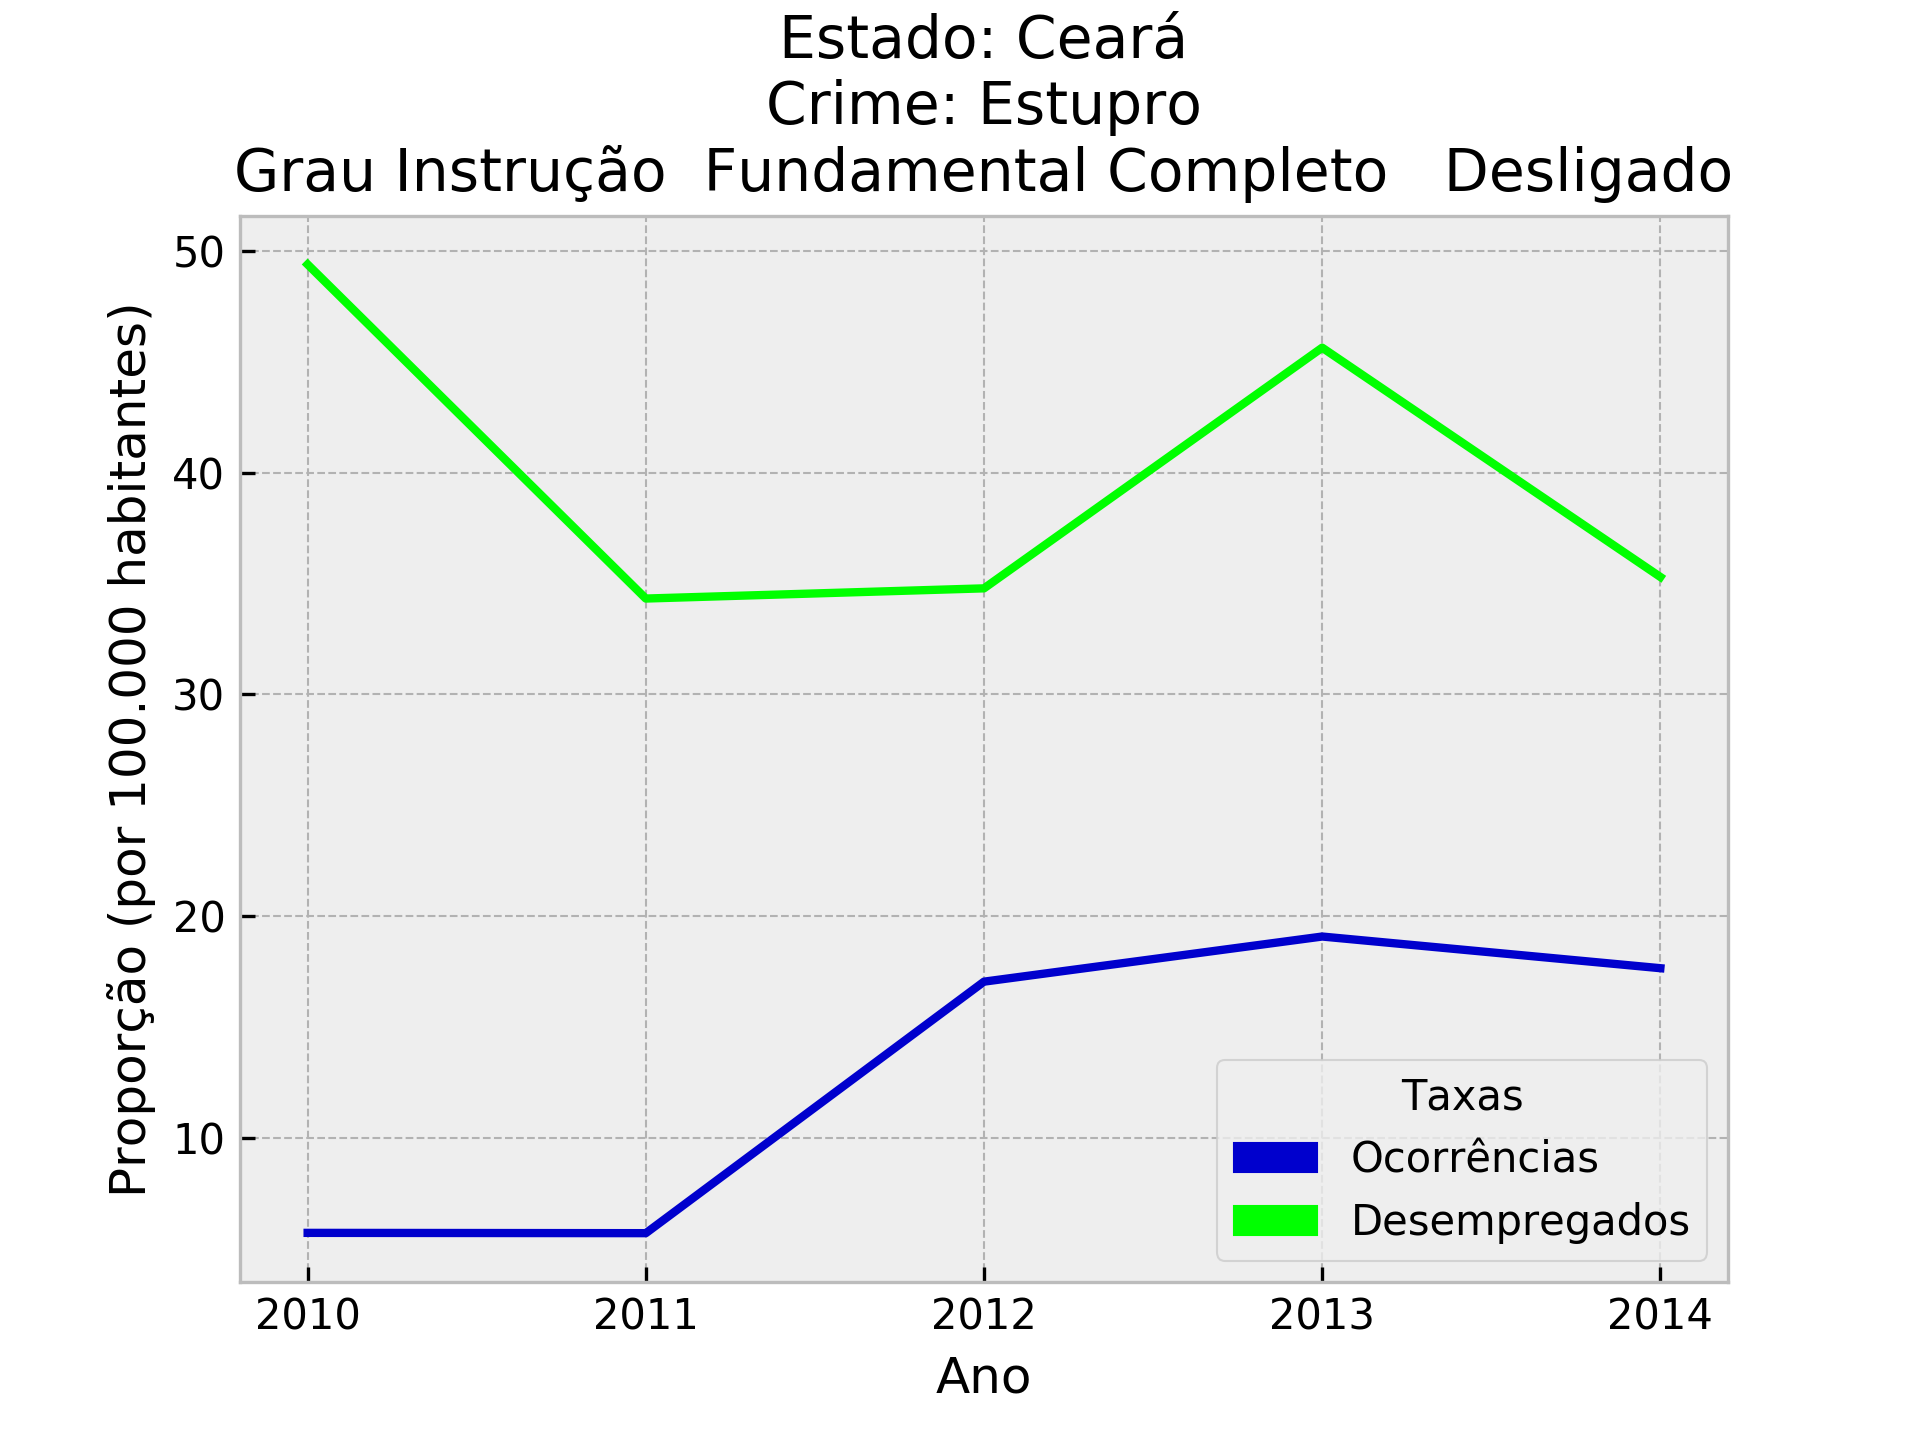 Estado: Ceará
Crime: Estupro
Grau Instrução  Fundamental Completo   Desligado
Proporção (por 100.000 habitantes)
50
40
30
20
10
Taxas
Ocorrências
Desempregados
2010 2011 2012 2013 2014
Ano